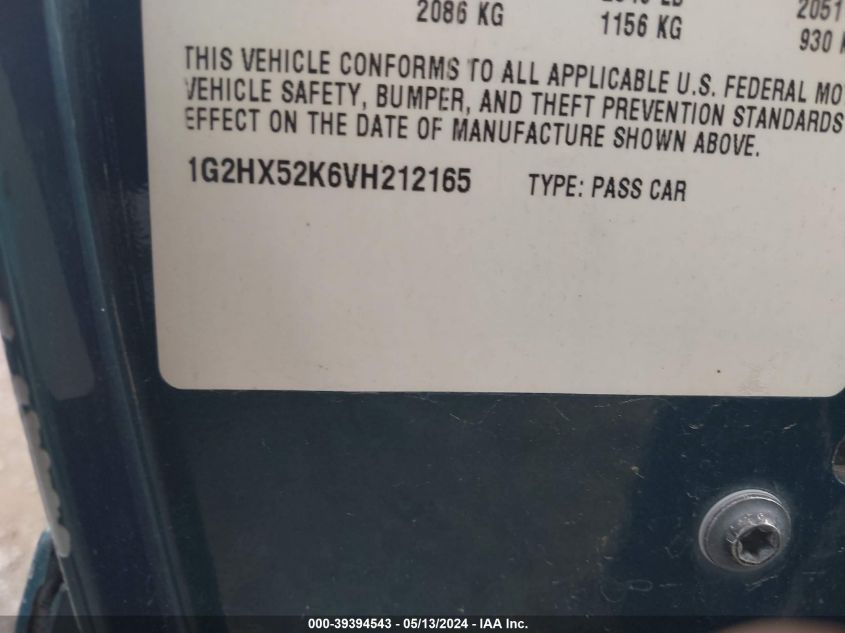 2086 KG
1156 KG
2051
930
THIS VEHICLE CONFORMS TO ALL APPLICABLE U.S. FEDERAL
VEHICLE SAFETY, BUMPER, AND THEFT PREVENTION STANDARDS
EFFECT ON THE DATE OF MANUFACTURE SHOWN ABOVE.
1G2HX52K6VH212165 TYPE: PASS CAR
000-39394543 - 05/13/2024 - IAA Inc.